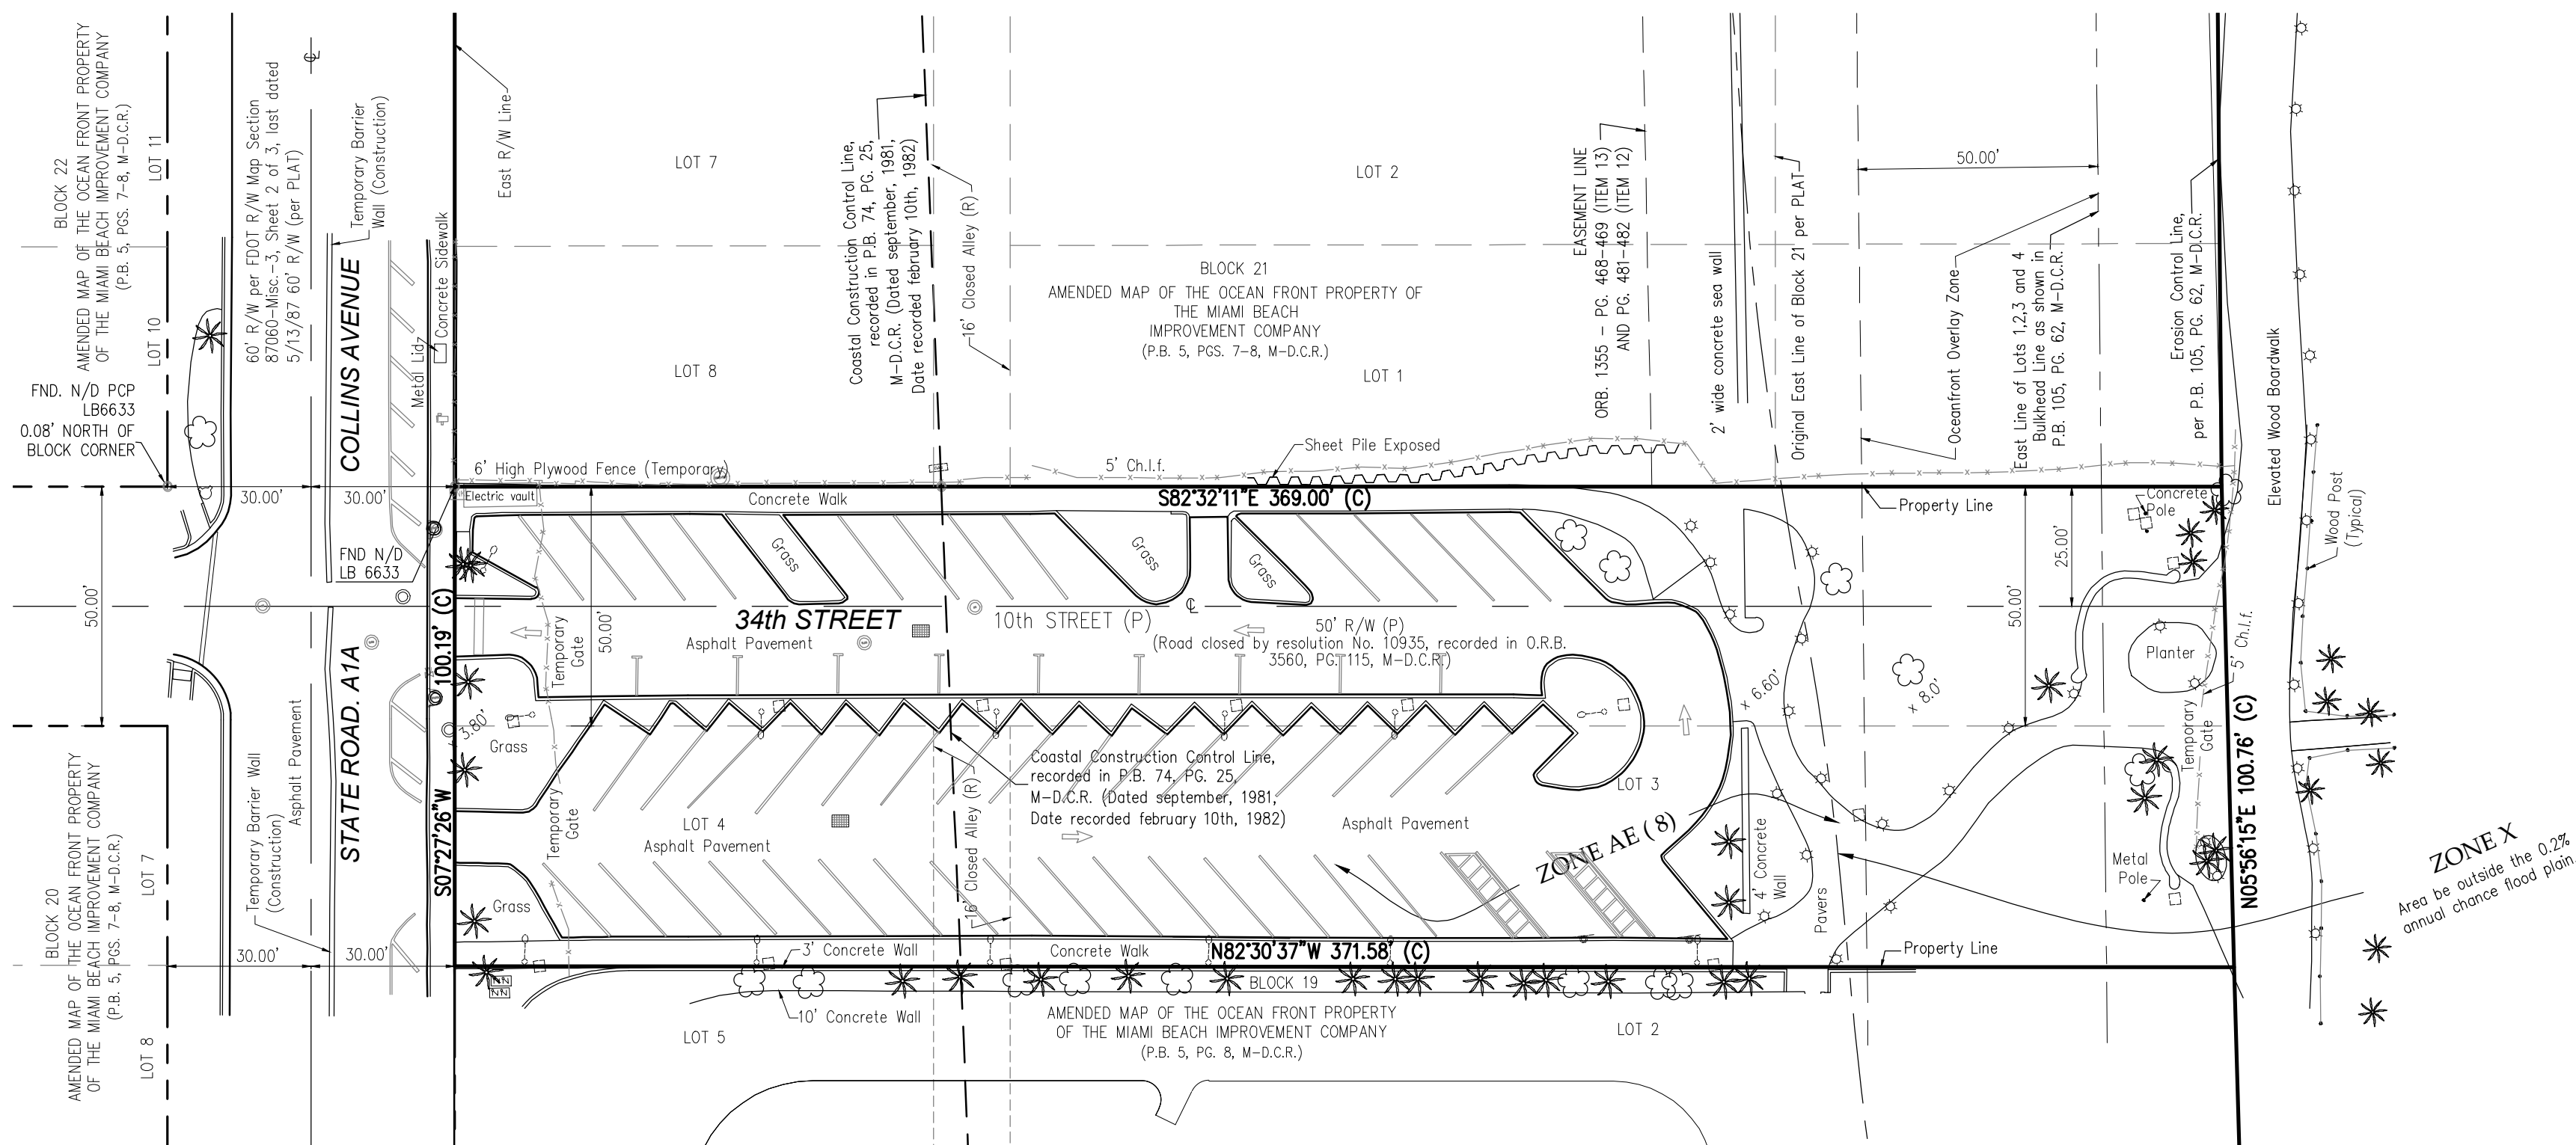 BLOCK 22
AMENDED MAP OF THE OCEAN FRONT PROPERTY
OF THE MIAMI BEACH IMPROVEMENT COMPANY
(P.B. 5, PGS. 7-8, M-D.C.R.)
LOT 11
LOT 10
60' R/W per FDOT R/W Map Section
87060-Misc.-3, Sheet 2 of 3, last dated
5/13/87 60' R/W (per PLAT)
℄
Temporary Barrier
Wall (Construction)
COLLINS AVENUE
Metal Lid
Concrete Sidewalk
East R/W Line
FND. N/D PCP
LB6633
0.08' NORTH OF
BLOCK CORNER
30.00'
30.00'
50.00'
FND N/D
LB 6633
LOT 7
LOT 8
Coastal Construction Control Line,
recorded in P.B. 74, PG. 25,
M-D.C.R. (Dated september, 1981,
Date recorded february 10th, 1982)
16' Closed Alley (R)
LOT 2
BLOCK 21
AMENDED MAP OF THE OCEAN FRONT PROPERTY OF
THE MIAMI BEACH
IMPROVEMENT COMPANY
(P.B. 5, PGS. 7-8, M-D.C.R.)
LOT 1
EASEMENT LINE
ORB. 1355 - PG. 468-469 (ITEM 13)
AND PG. 481-482 (ITEM 12)
2' wide concrete sea wall
Original East Line of Block 21 per PLAT
50.00'
Oceanfront Overlay Zone
East Line of Lots 1,2,3 and 4
Bulkhead Line as shown in
P.B. 105, PG. 62, M-D.C.R.
Erosion Control Line,
per P.B. 105, PG. 62, M-D.C.R.
Elevated Wood Boardwalk
Wood Post
(Typical)
6' High Plywood Fence (Temporary)
5' Ch.l.f.
Sheet Pile Exposed
Electric vault
Concrete Walk
S82°32'11"E 369.00' (C)
Property Line
Concrete
Pole
Grass
Grass
Grass
25.00'
50.00'
50.00'
Temporary
Gate
34th STREET
10th STREET (P)
℄
50' R/W (P)
(Road closed by resolution No. 10935, recorded in O.R.B.
3560, PG. 115, M-D.C.R.)
Asphalt Pavement
Planter
5' Ch.l.f.
STATE ROAD. A1A
S07°27'26"W 100.19' (C)
Asphalt Pavement
Temporary Barrier Wall
(Construction)
3.80'
Grass
Temporary
Gate
x 6.60'
x 8.0'
Temporary
Gate
Coastal Construction Control Line,
recorded in P.B. 74, PG. 25,
M-D.C.R. (Dated september, 1981,
Date recorded february 10th, 1982)
16' Closed Alley (R)
LOT 3
LOT 4
Asphalt Pavement
Asphalt Pavement
ZONE AE (8)
4' Concrete
Wall
Pavers
Metal
Pole
N05°56'15"E 100.76' (C)
ZONE X
Area be outside the 0.2%
annual chance flood plain
BLOCK 20
AMENDED MAP OF THE OCEAN FRONT PROPERTY
OF THE MIAMI BEACH IMPROVEMENT COMPANY
(P.B. 5, PGS. 7-8, M-D.C.R.)
LOT 7
LOT 8
30.00'
30.00'
Grass
3' Concrete Wall
Concrete Walk
N82°30'37"W 371.58' (C)
Property Line
BLOCK 19
10' Concrete Wall
AMENDED MAP OF THE OCEAN FRONT PROPERTY
OF THE MIAMI BEACH IMPROVEMENT COMPANY
(P.B. 5, PG. 8, M-D.C.R.)
LOT 5
LOT 2